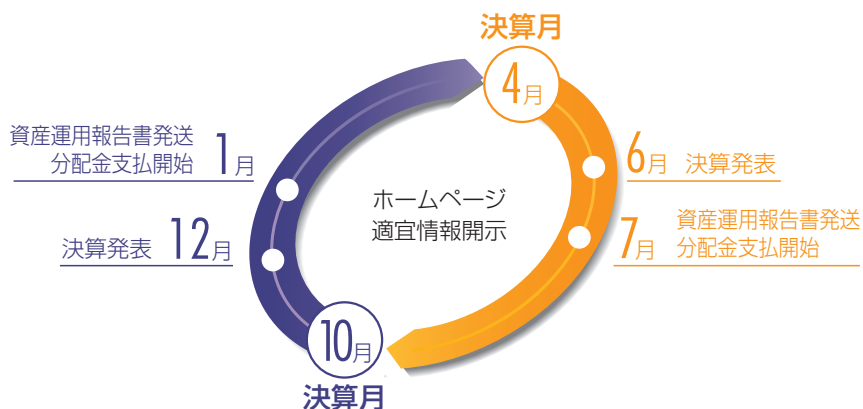 決算月
4月
6月 決算発表
7月 資産運用報告書発送
分配金支払開始
ホームページ
適宜情報開示
10月
決算月
決算発表 12月
資産運用報告書発送
分配金支払開始 1月